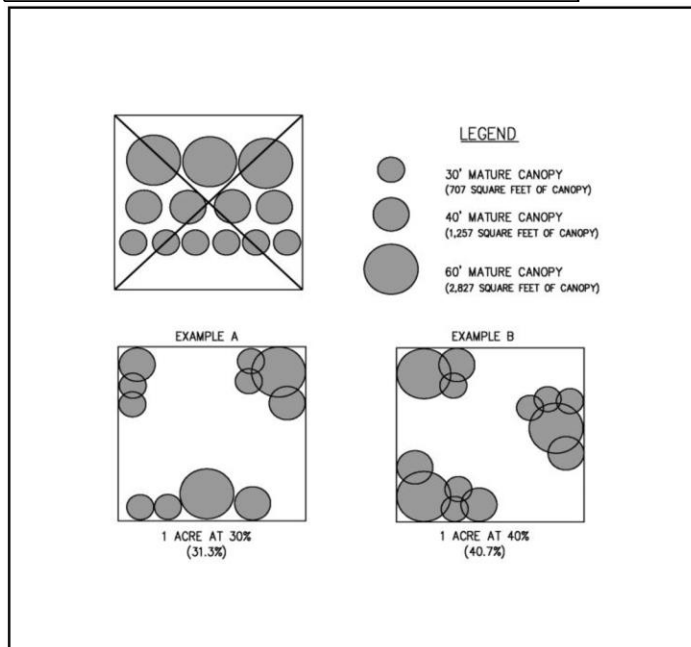 LEGEND
30' MATURE CANOPY
(707 SQUARE FEET OF CANOPY)
40' MATURE CANOPY
(1,257 SQUARE FEET OF CANOPY)
60' MATURE CANOPY
(2,827 SQUARE FEET OF CANOPY)
EXAMPLE A
EXAMPLE B
1 ACRE AT 30%
(31.3%)
1 ACRE AT 40%
(40.7%)